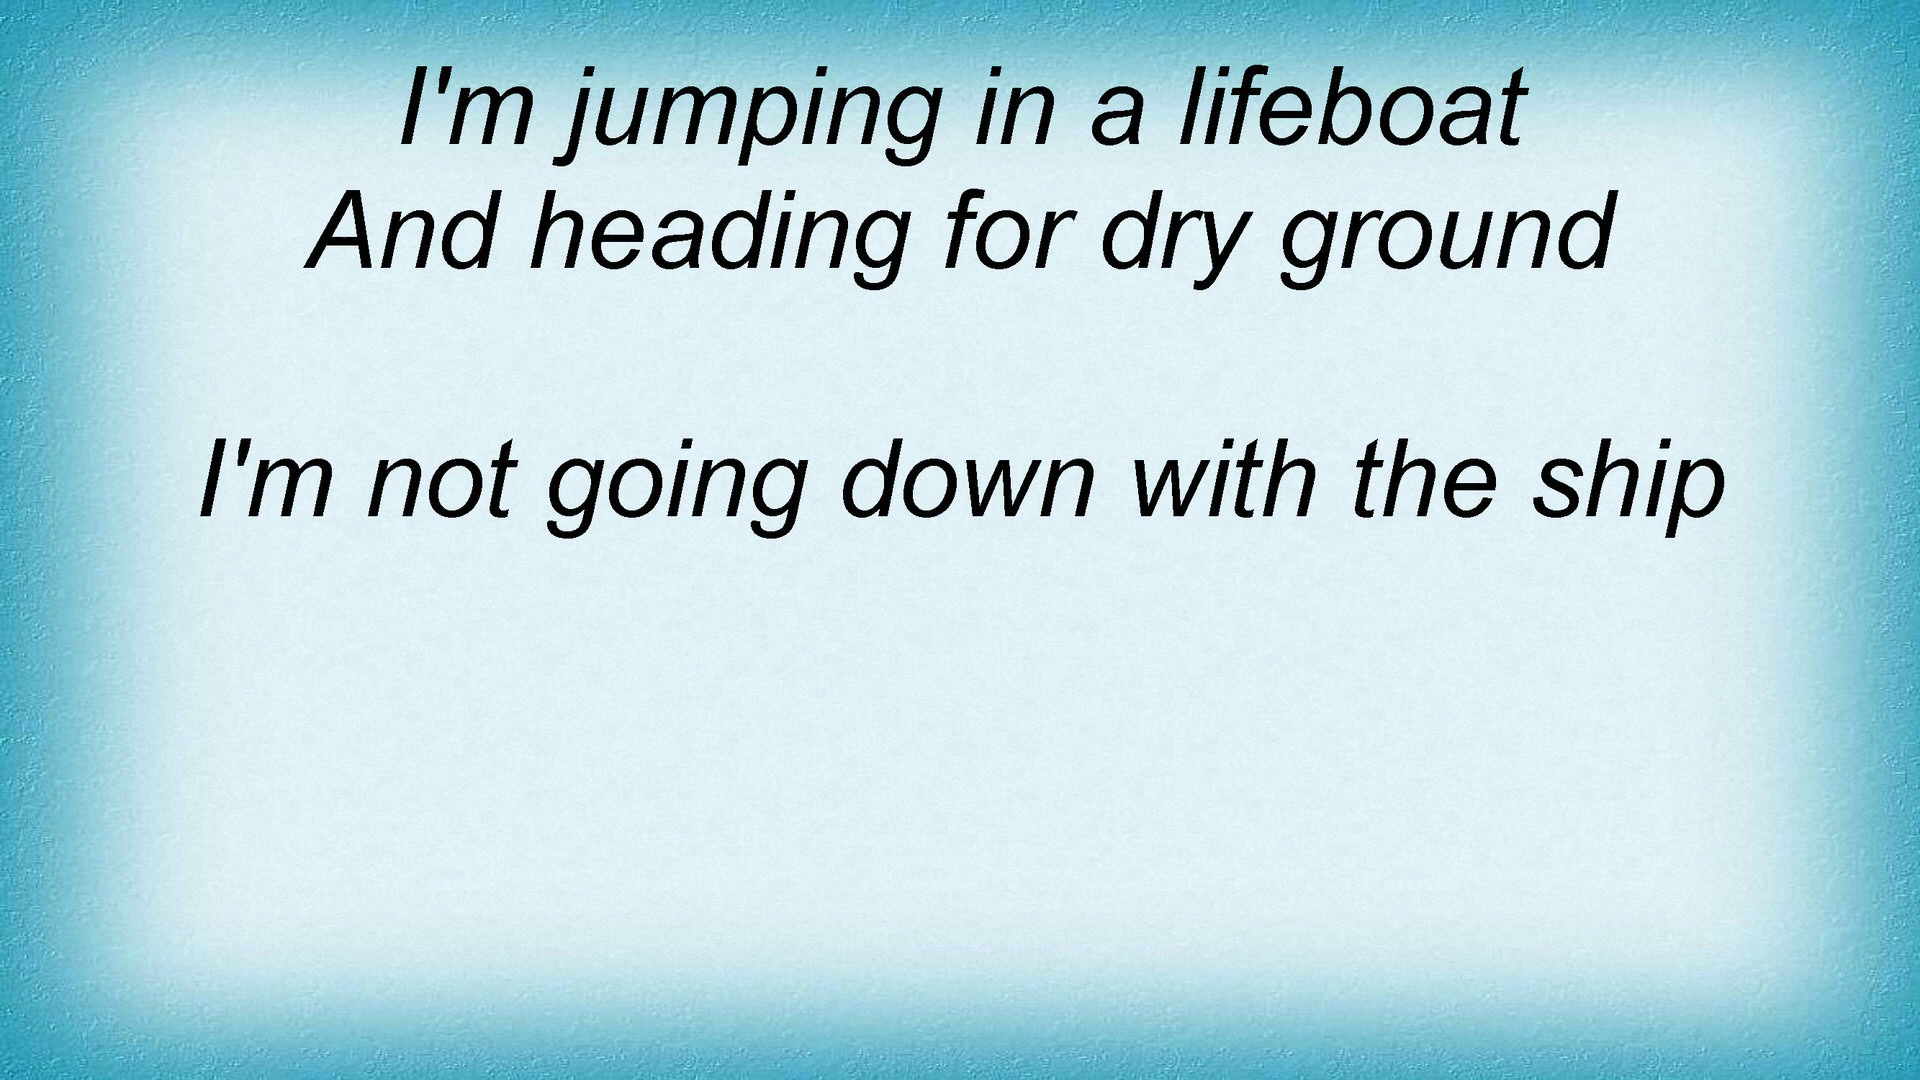 I'm jumping in a lifeboat
And heading for dry ground
I'm not going down with the ship